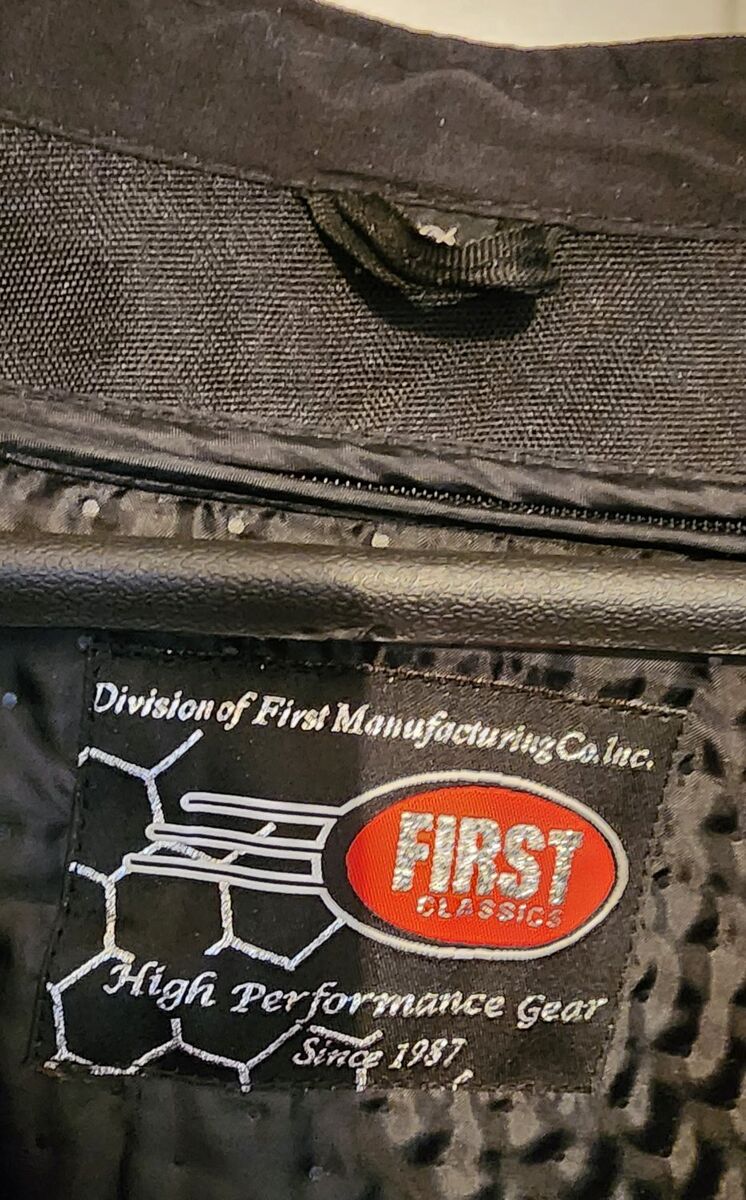 Division of First Manufacturing Co. Inc.
FIRST
CLASSICS
High Performance Gear
Since 1987